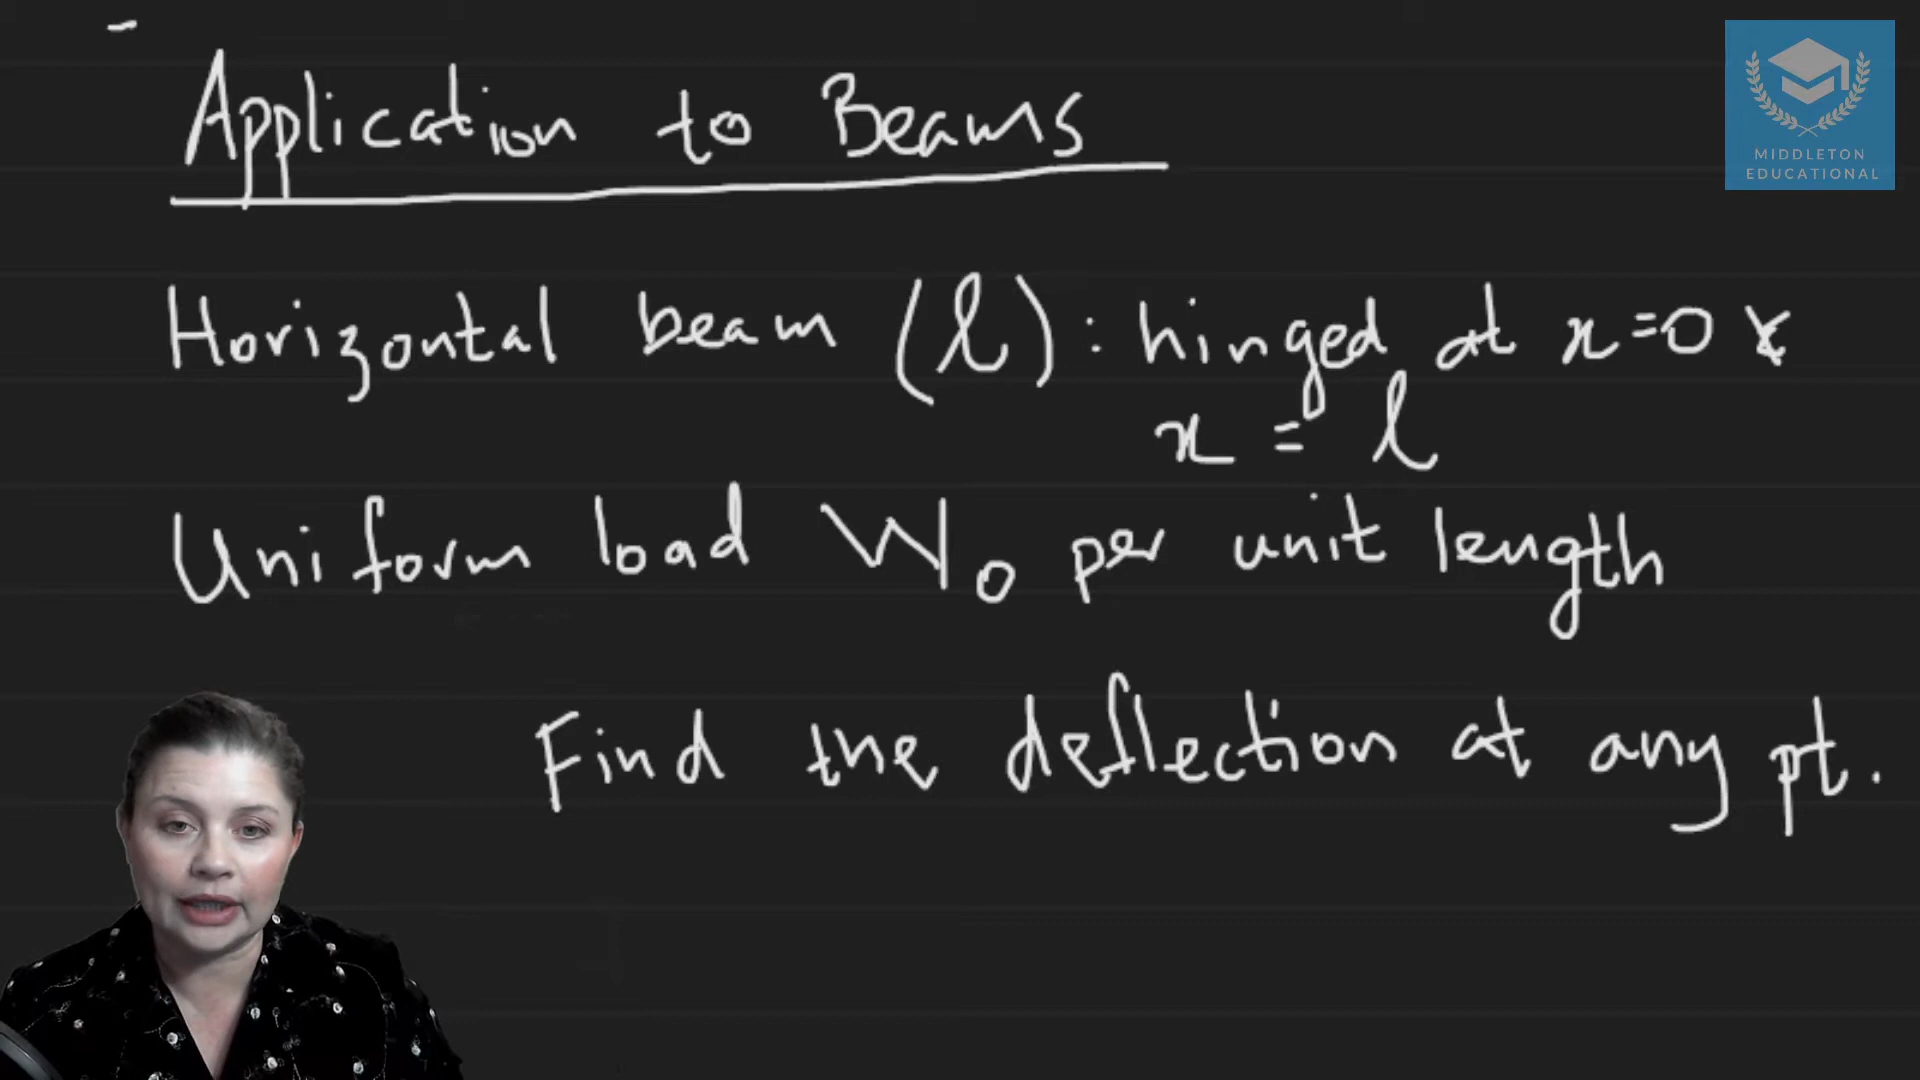 Application to Beams
MIDDLETON
EDUCATIONAL
Horizontal beam (l): hinged at x=0 &
x = l
Uniform load W₀ per unit length
Find the deflection at any pt.